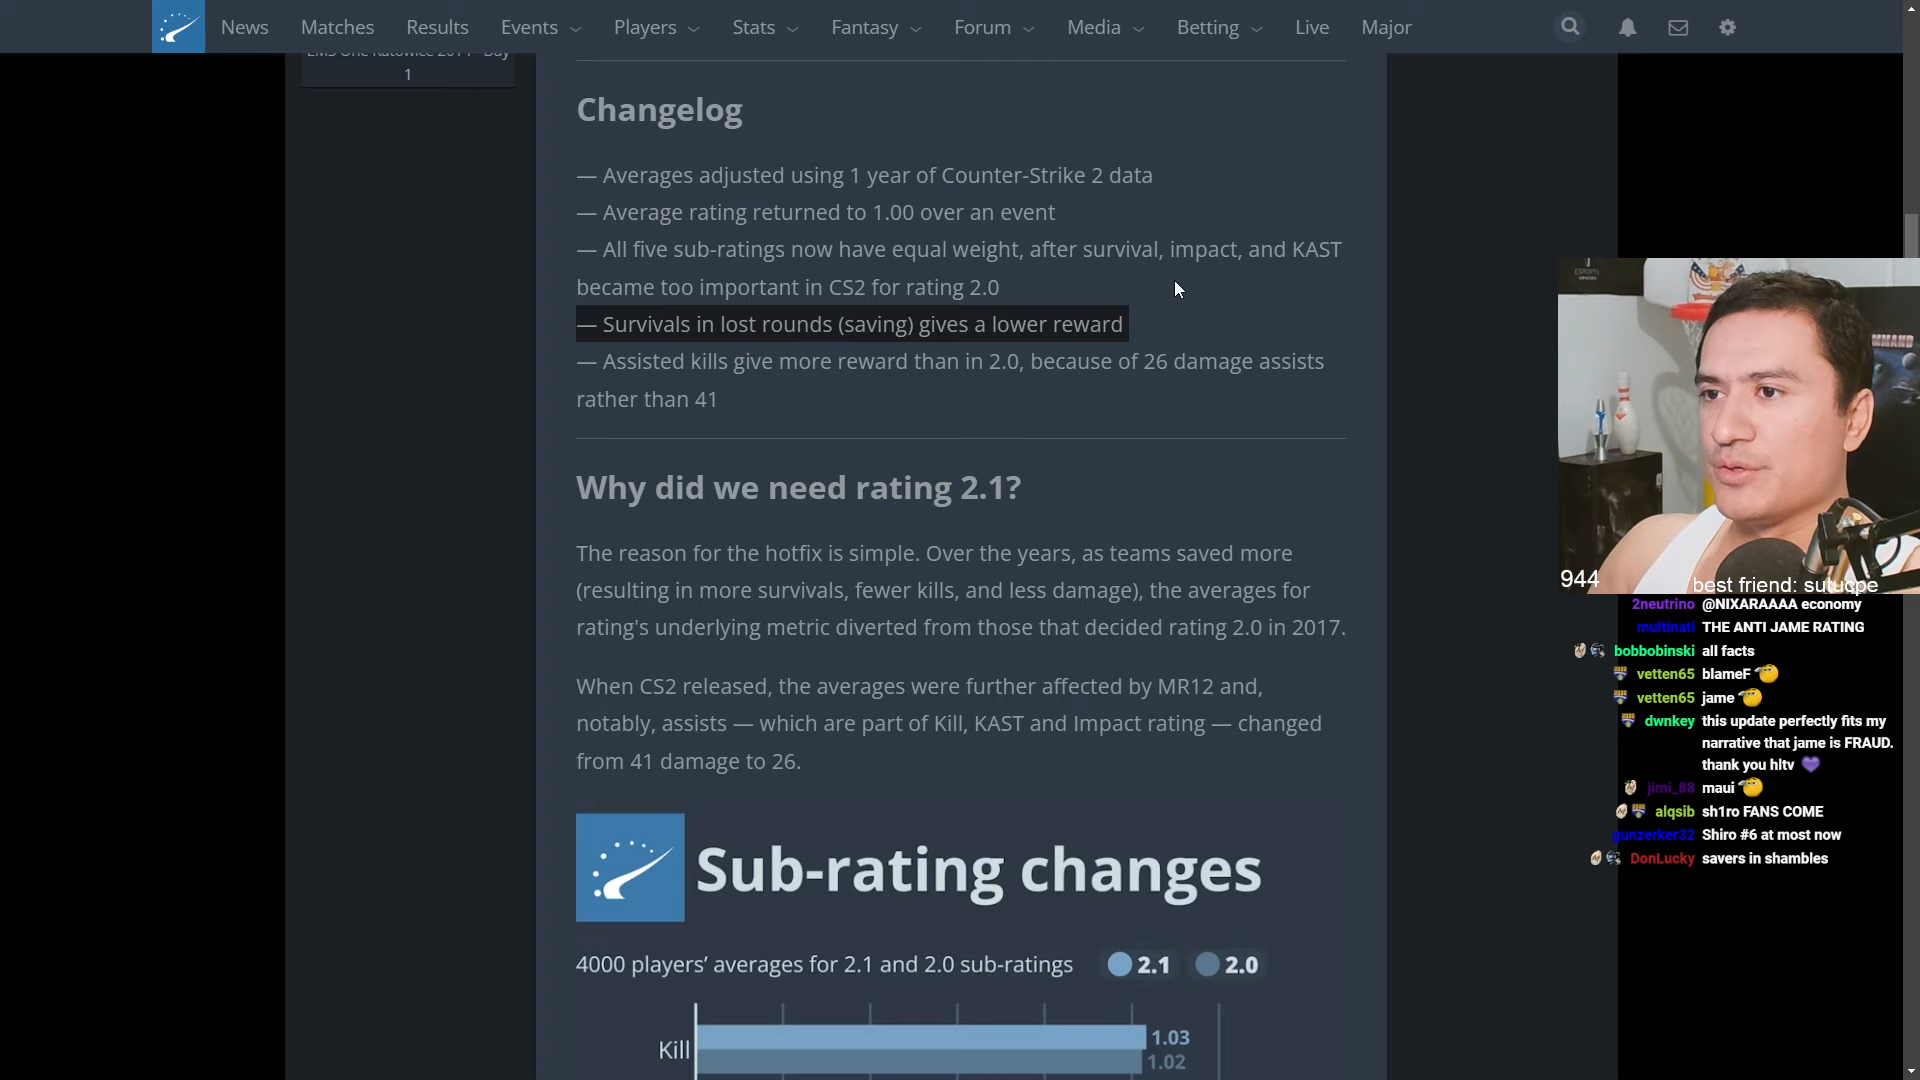 News Matches Results Events Players Stats Fantasy Forum Media Betting Live Major
1
Changelog
— Averages adjusted using 1 year of Counter-Strike 2 data
— Average rating returned to 1.00 over an event
— All five sub-ratings now have equal weight, after survival, impact, and KAST
became too important in CS2 for rating 2.0
— Survivals in lost rounds (saving) gives a lower reward
— Assisted kills give more reward than in 2.0, because of 26 damage assists
rather than 41
Why did we need rating 2.1?
The reason for the hotfix is simple. Over the years, as teams saved more
(resulting in more survivals, fewer kills, and less damage), the averages for
rating's underlying metric diverted from those that decided rating 2.0 in 2017.
When CS2 released, the averages were further affected by MR12 and,
notably, assists — which are part of Kill, KAST and Impact rating — changed
from 41 damage to 26.
Sub-rating changes
4000 players' averages for 2.1 and 2.0 sub-ratings 2.1 2.0
Kill 1.03
1.02
944 best friend: sutucpe
2neutrino @NIXARAAAA economy
multinati THE ANTI JAME RATING
bobbobinski all facts
vetten65 blameF
vetten65 jame
dwnkey this update perfectly fits my
narrative that jame is FRAUD.
thank you hltv
jimi_88 maui
alqsib sh1ro FANS COME
gunzerker32 Shiro #6 at most now
DonLucky savers in shambles